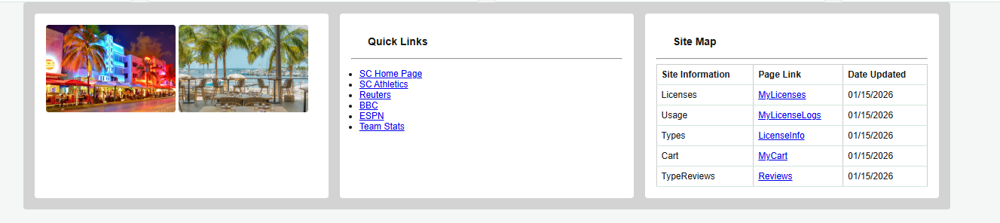 Quick Links
SC Home Page
SC Athletics
Reuters
BBC
ESPN
Team Stats
Site Map
Site Information Page Link Date Updated
Licenses MyLicenses 01/15/2026
Usage MyLicenseLogs 01/15/2026
Types LicenseInfo 01/15/2026
Cart MyCart 01/15/2026
TypeReviews Reviews 01/15/2026